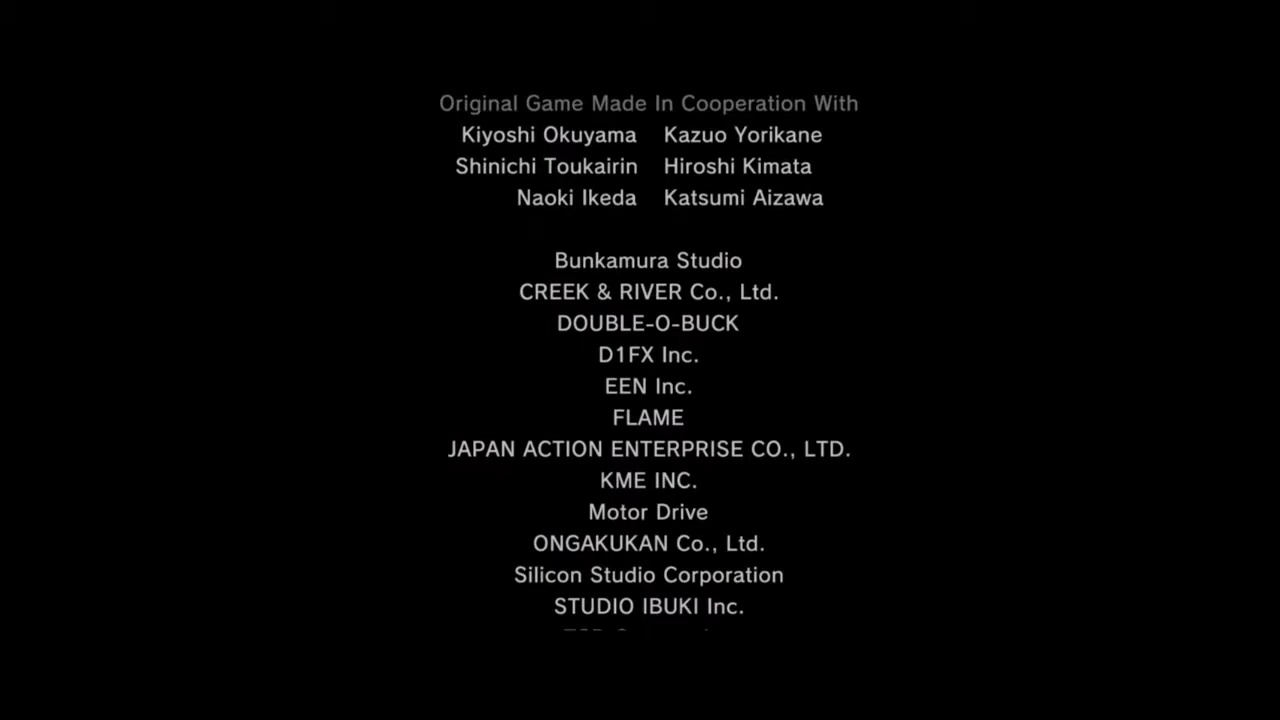 Original Game Made In Cooperation With
Kiyoshi Okuyama Kazuo Yorikane
Shinichi Toukairin Hiroshi Kimata
Naoki Ikeda Katsumi Aizawa
Bunkamura Studio
CREEK & RIVER Co., Ltd.
DOUBLE-O-BUCK
D1FX Inc.
EEN Inc.
FLAME
JAPAN ACTION ENTERPRISE CO., LTD.
KME INC.
Motor Drive
ONGAKUKAN Co., Ltd.
Silicon Studio Corporation
STUDIO IBUKI Inc.